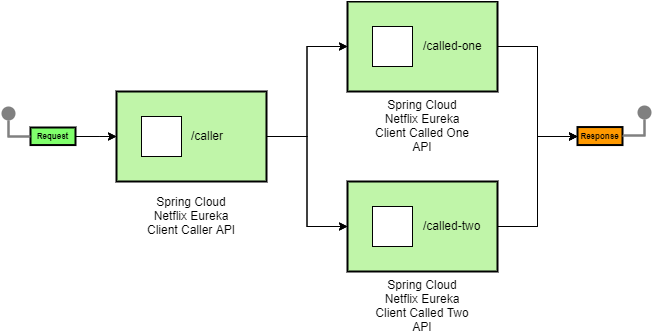 /called-one
Spring Cloud
Netflix Eureka
Client Called One
API
Request
/caller
Response
Spring Cloud
Netflix Eureka
Client Caller API
/called-two
Spring Cloud
Netflix Eureka
Client Called Two
API